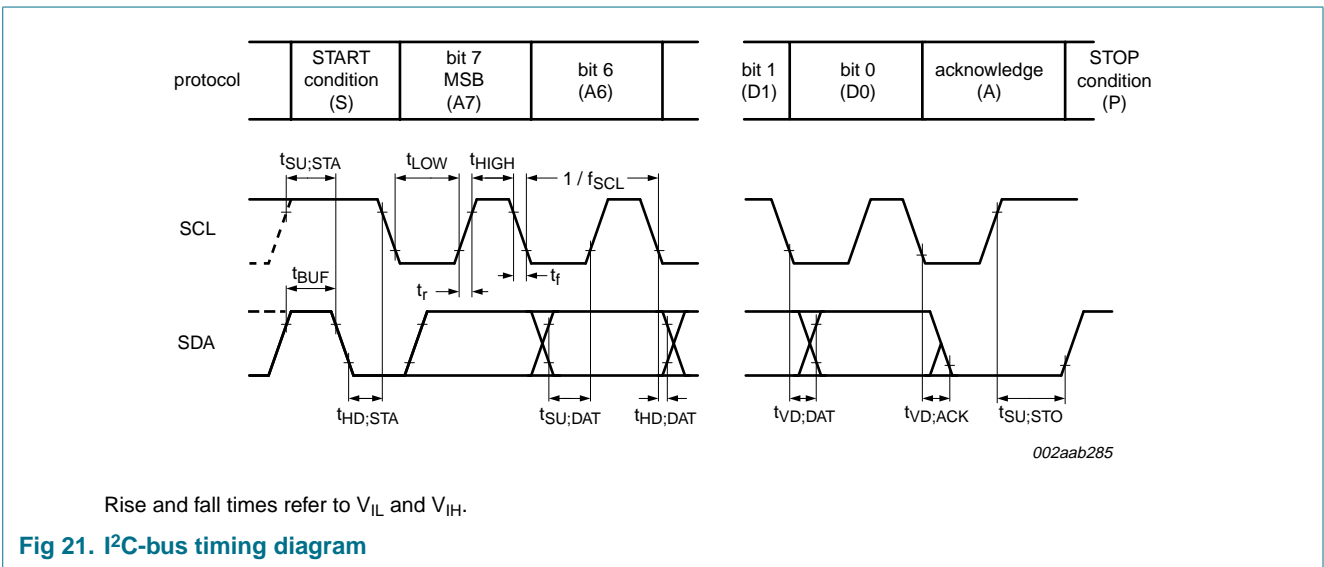 protocol
START
condition
(S)
bit 7
MSB
(A7)
bit 6
(A6)
bit 1
(D1)
bit 0
(D0)
acknowledge
(A)
STOP
condition
(P)
tSU;STA
tLOW
tHIGH
1 / fSCL
SCL
tBUF
tr
tf
SDA
tHD;STA
tSU;DAT
tHD;DAT
tVD;DAT
tVD;ACK
tSU;STO
002aab285
Rise and fall times refer to VIL and VIH.
Fig 21. I²C-bus timing diagram